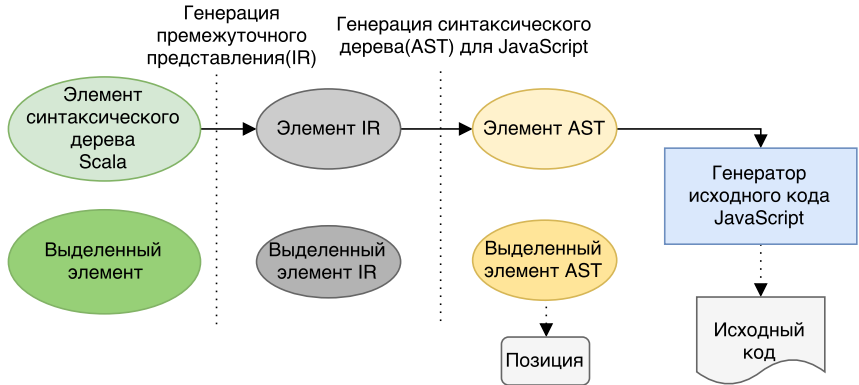 Генерация
премежуточного
представления(IR)
Генерация синтаксического
дерева(AST) для JavaScript
Элемент
синтаксического
дерева
Scala
Элемент IR
Элемент AST
Генератор
исходного кода
JavaScript
Выделенный
элемент
Выделенный
элемент IR
Выделенный
элемент AST
Позиция
Исходный
код